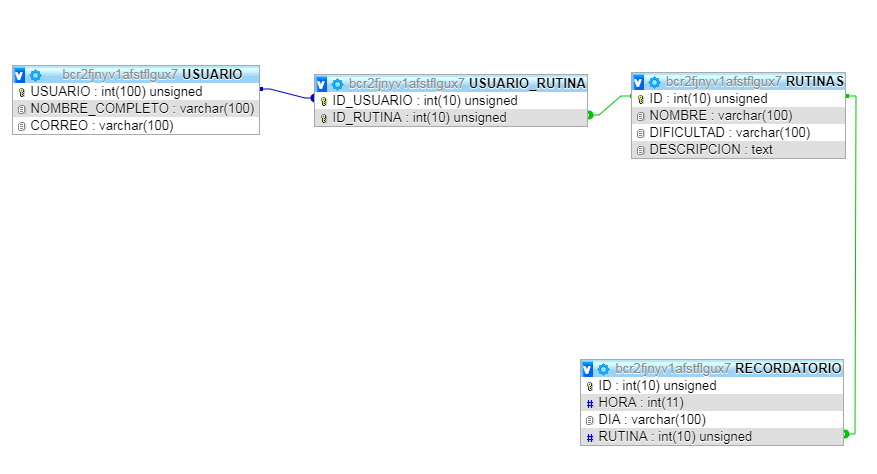 bcr2fjnyv1afstflgux7 USUARIO
USUARIO : int(100) unsigned
NOMBRE_COMPLETO : varchar(100)
CORREO : varchar(100)
bcr2fjnyv1afstflgux7 USUARIO_RUTINA
ID_USUARIO : int(10) unsigned
ID_RUTINA : int(10) unsigned
bcr2fjnyv1afstflgux7 RUTINAS
ID : int(10) unsigned
NOMBRE : varchar(100)
DIFICULTAD : varchar(100)
DESCRIPCION : text
bcr2fjnyv1afstflgux7 RECORDATORIO
ID : int(10) unsigned
# HORA : int(11)
DIA : varchar(100)
# RUTINA : int(10) unsigned